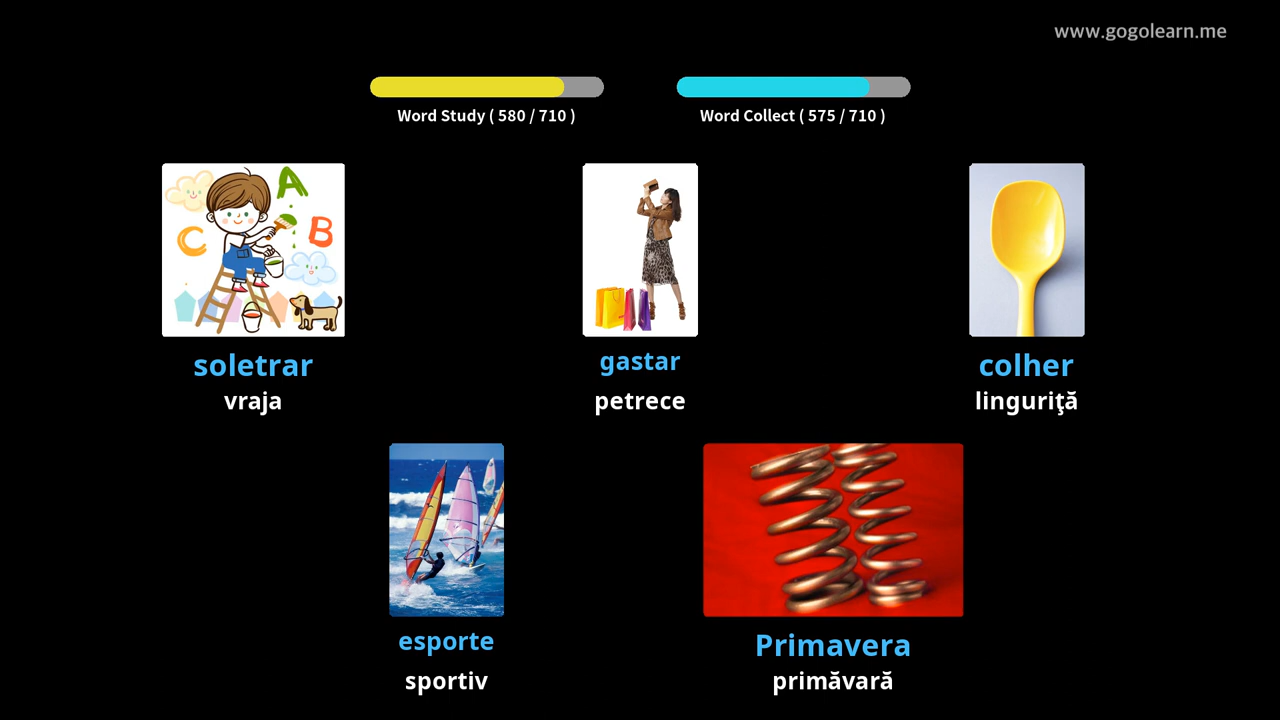 www.gogolearn.me
Word Study ( 580 / 710 )
Word Collect ( 575 / 710 )
A
B
C
soletrar
vraja
gastar
petrece
colher
linguriţă
esporte
sportiv
Primavera
primăvară